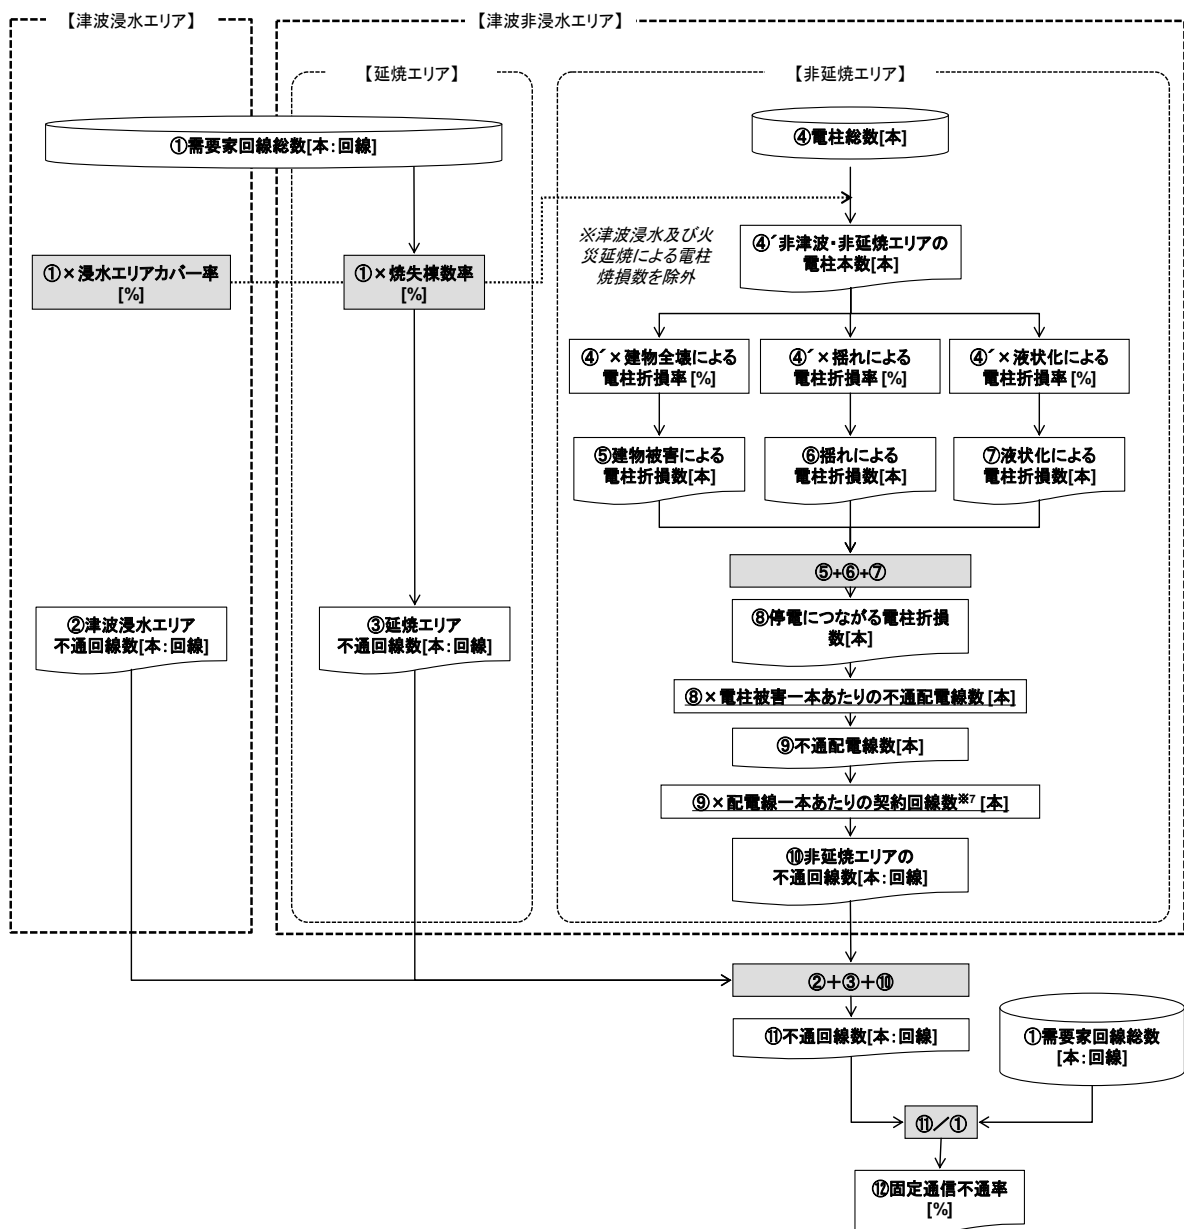 【津波浸水エリア】
【津波非浸水エリア】
【延焼エリア】
【非延焼エリア】
①需要家回線総数[本:回線]
④電柱総数[本]
※津波浸水及び火
災延焼による電柱
焼損数を除外
④´非津波・非延焼エリアの
電柱本数[本]
①×浸水エリアカバー率
[%]
①×焼失棟数率
[%]
④´×建物全壊による
電柱折損率[%]
④´×揺れによる
電柱折損率[%]
④´×液状化による
電柱折損率[%]
⑤建物被害による
電柱折損数[本]
⑥揺れによる
電柱折損数[本]
⑦液状化による
電柱折損数[本]
⑤+⑥+⑦
②津波浸水エリア
不通回線数[本:回線]
③延焼エリア
不通回線数[本:回線]
⑧停電につながる電柱折損
数[本]
⑧×電柱被害一本あたりの不通配電線数[本]
⑨不通配電線数[本]
⑨×配電線一本あたりの契約回線数※7[本]
⑩非延焼エリアの
不通回線数[本:回線]
②+③+⑩
⑪不通回線数[本:回線]
①需要家回線総数
[本:回線]
⑪/①
⑫固定通信不通率
[%]